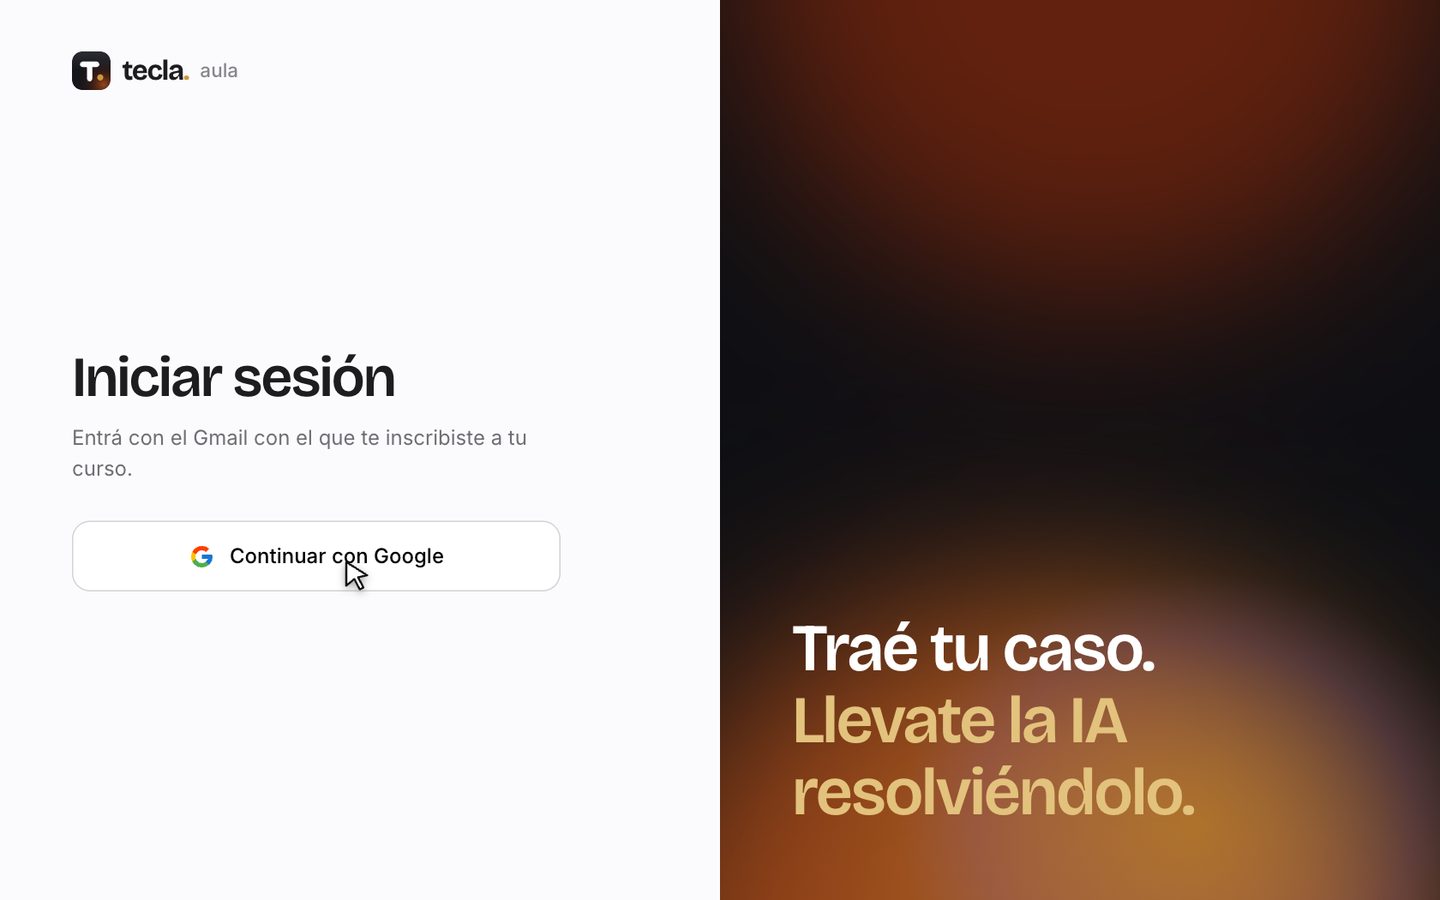 T.
tecla. aula
Iniciar sesión
Entrá con el Gmail con el que te inscribiste a tu
curso.
Continuar con Google
Traé tu caso.
Llevate la IA
resolviéndolo.